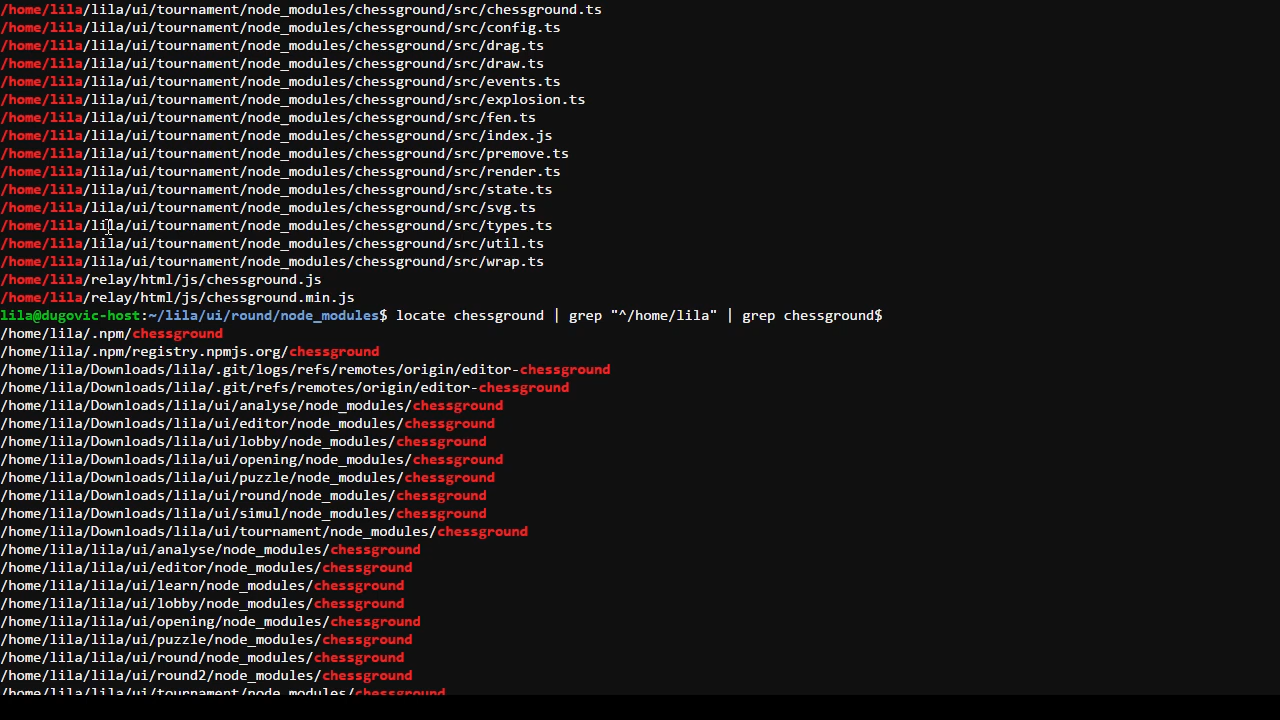 /home/lila/lila/ui/tournament/node_modules/chessground/src/chessground.ts
/home/lila/lila/ui/tournament/node_modules/chessground/src/config.ts
/home/lila/lila/ui/tournament/node_modules/chessground/src/drag.ts
/home/lila/lila/ui/tournament/node_modules/chessground/src/draw.ts
/home/lila/lila/ui/tournament/node_modules/chessground/src/events.ts
/home/lila/lila/ui/tournament/node_modules/chessground/src/explosion.ts
/home/lila/lila/ui/tournament/node_modules/chessground/src/fen.ts
/home/lila/lila/ui/tournament/node_modules/chessground/src/index.js
/home/lila/lila/ui/tournament/node_modules/chessground/src/premove.ts
/home/lila/lila/ui/tournament/node_modules/chessground/src/render.ts
/home/lila/lila/ui/tournament/node_modules/chessground/src/state.ts
/home/lila/lila/ui/tournament/node_modules/chessground/src/svg.ts
/home/lila/lila/ui/tournament/node_modules/chessground/src/types.ts
/home/lila/lila/ui/tournament/node_modules/chessground/src/util.ts
/home/lila/lila/ui/tournament/node_modules/chessground/src/wrap.ts
/home/lila/relay/html/js/chessground.js
/home/lila/relay/html/js/chessground.min.js
lila@dugovic-host:~/lila/ui/round/node_modules$ locate chessground | grep "^/home/lila" | grep chessground$
/home/lila/.npm/chessground
/home/lila/.npm/registry.npmjs.org/chessground
/home/lila/Downloads/lila/.git/logs/refs/remotes/origin/editor-chessground
/home/lila/Downloads/lila/.git/refs/remotes/origin/editor-chessground
/home/lila/Downloads/lila/ui/analyse/node_modules/chessground
/home/lila/Downloads/lila/ui/editor/node_modules/chessground
/home/lila/Downloads/lila/ui/lobby/node_modules/chessground
/home/lila/Downloads/lila/ui/opening/node_modules/chessground
/home/lila/Downloads/lila/ui/puzzle/node_modules/chessground
/home/lila/Downloads/lila/ui/round/node_modules/chessground
/home/lila/Downloads/lila/ui/simul/node_modules/chessground
/home/lila/Downloads/lila/ui/tournament/node_modules/chessground
/home/lila/lila/ui/analyse/node_modules/chessground
/home/lila/lila/ui/editor/node_modules/chessground
/home/lila/lila/ui/learn/node_modules/chessground
/home/lila/lila/ui/lobby/node_modules/chessground
/home/lila/lila/ui/opening/node_modules/chessground
/home/lila/lila/ui/puzzle/node_modules/chessground
/home/lila/lila/ui/round/node_modules/chessground
/home/lila/lila/ui/round2/node_modules/chessground
/home/lila/lila/ui/tournament/node_modules/chessground